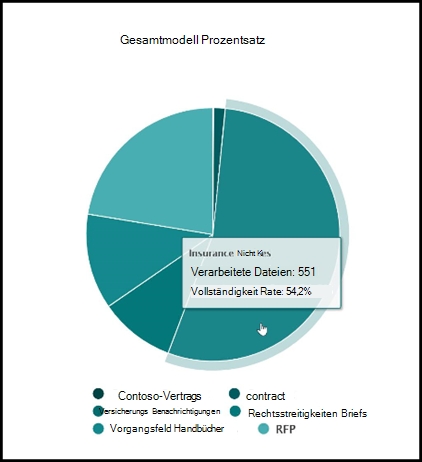 Gesamtmodell Prozentsatz
Insurance Nicht Kes
Verarbeitete Dateien: 551
Vollständigkeit Rate: 54,2%
Contoso-Vertrags contract
Versicherungs Benachrichtigungen Rechtsstreitigkeiten Briefs
Vorgangsfeld Handbücher RFP